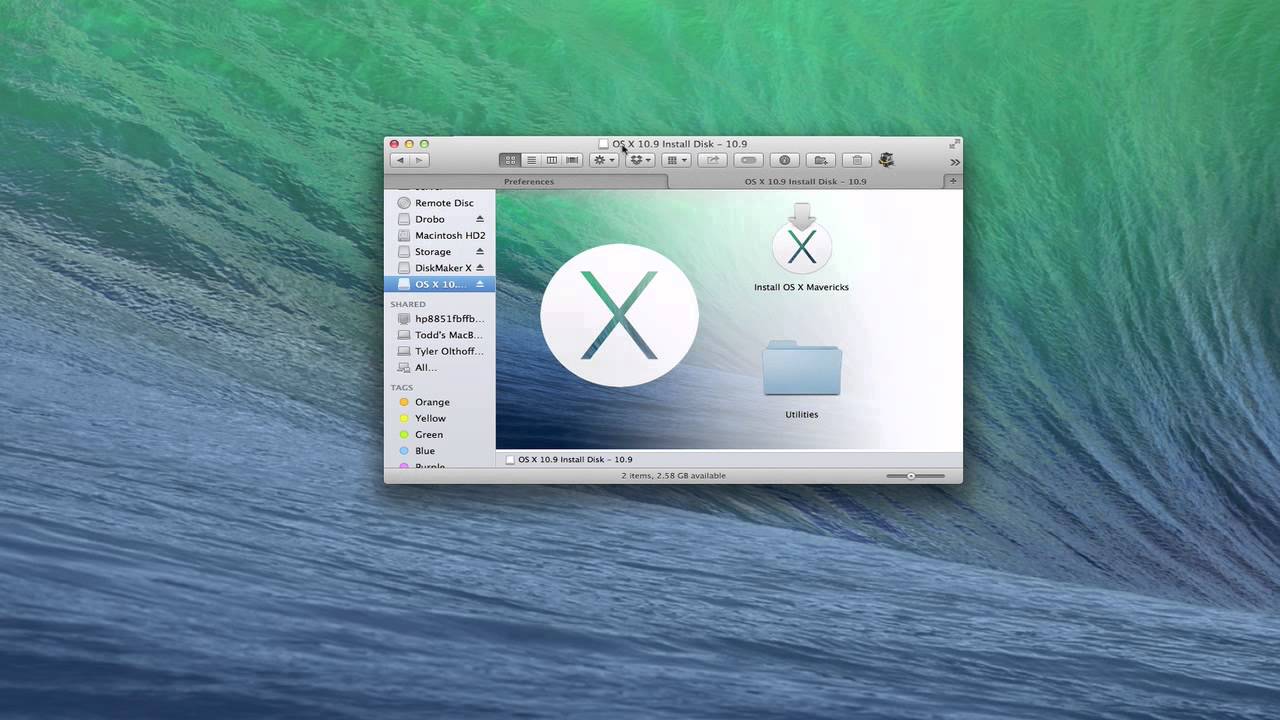 OS X 10.9 Install Disk – 10.9
Preferences
OS X 10.9 Install Disk – 10.9
Remote Disc
Drobo
Macintosh HD2
Storage
DiskMaker X
OS X 10....
SHARED
hp8851fbffb...
Todd's MacB...
Tyler Olthoff...
All...
TAGS
Orange
Yellow
Green
Blue
Purple
Install OS X Mavericks
Utilities
OS X 10.9 Install Disk – 10.9
2 items, 2.58 GB available